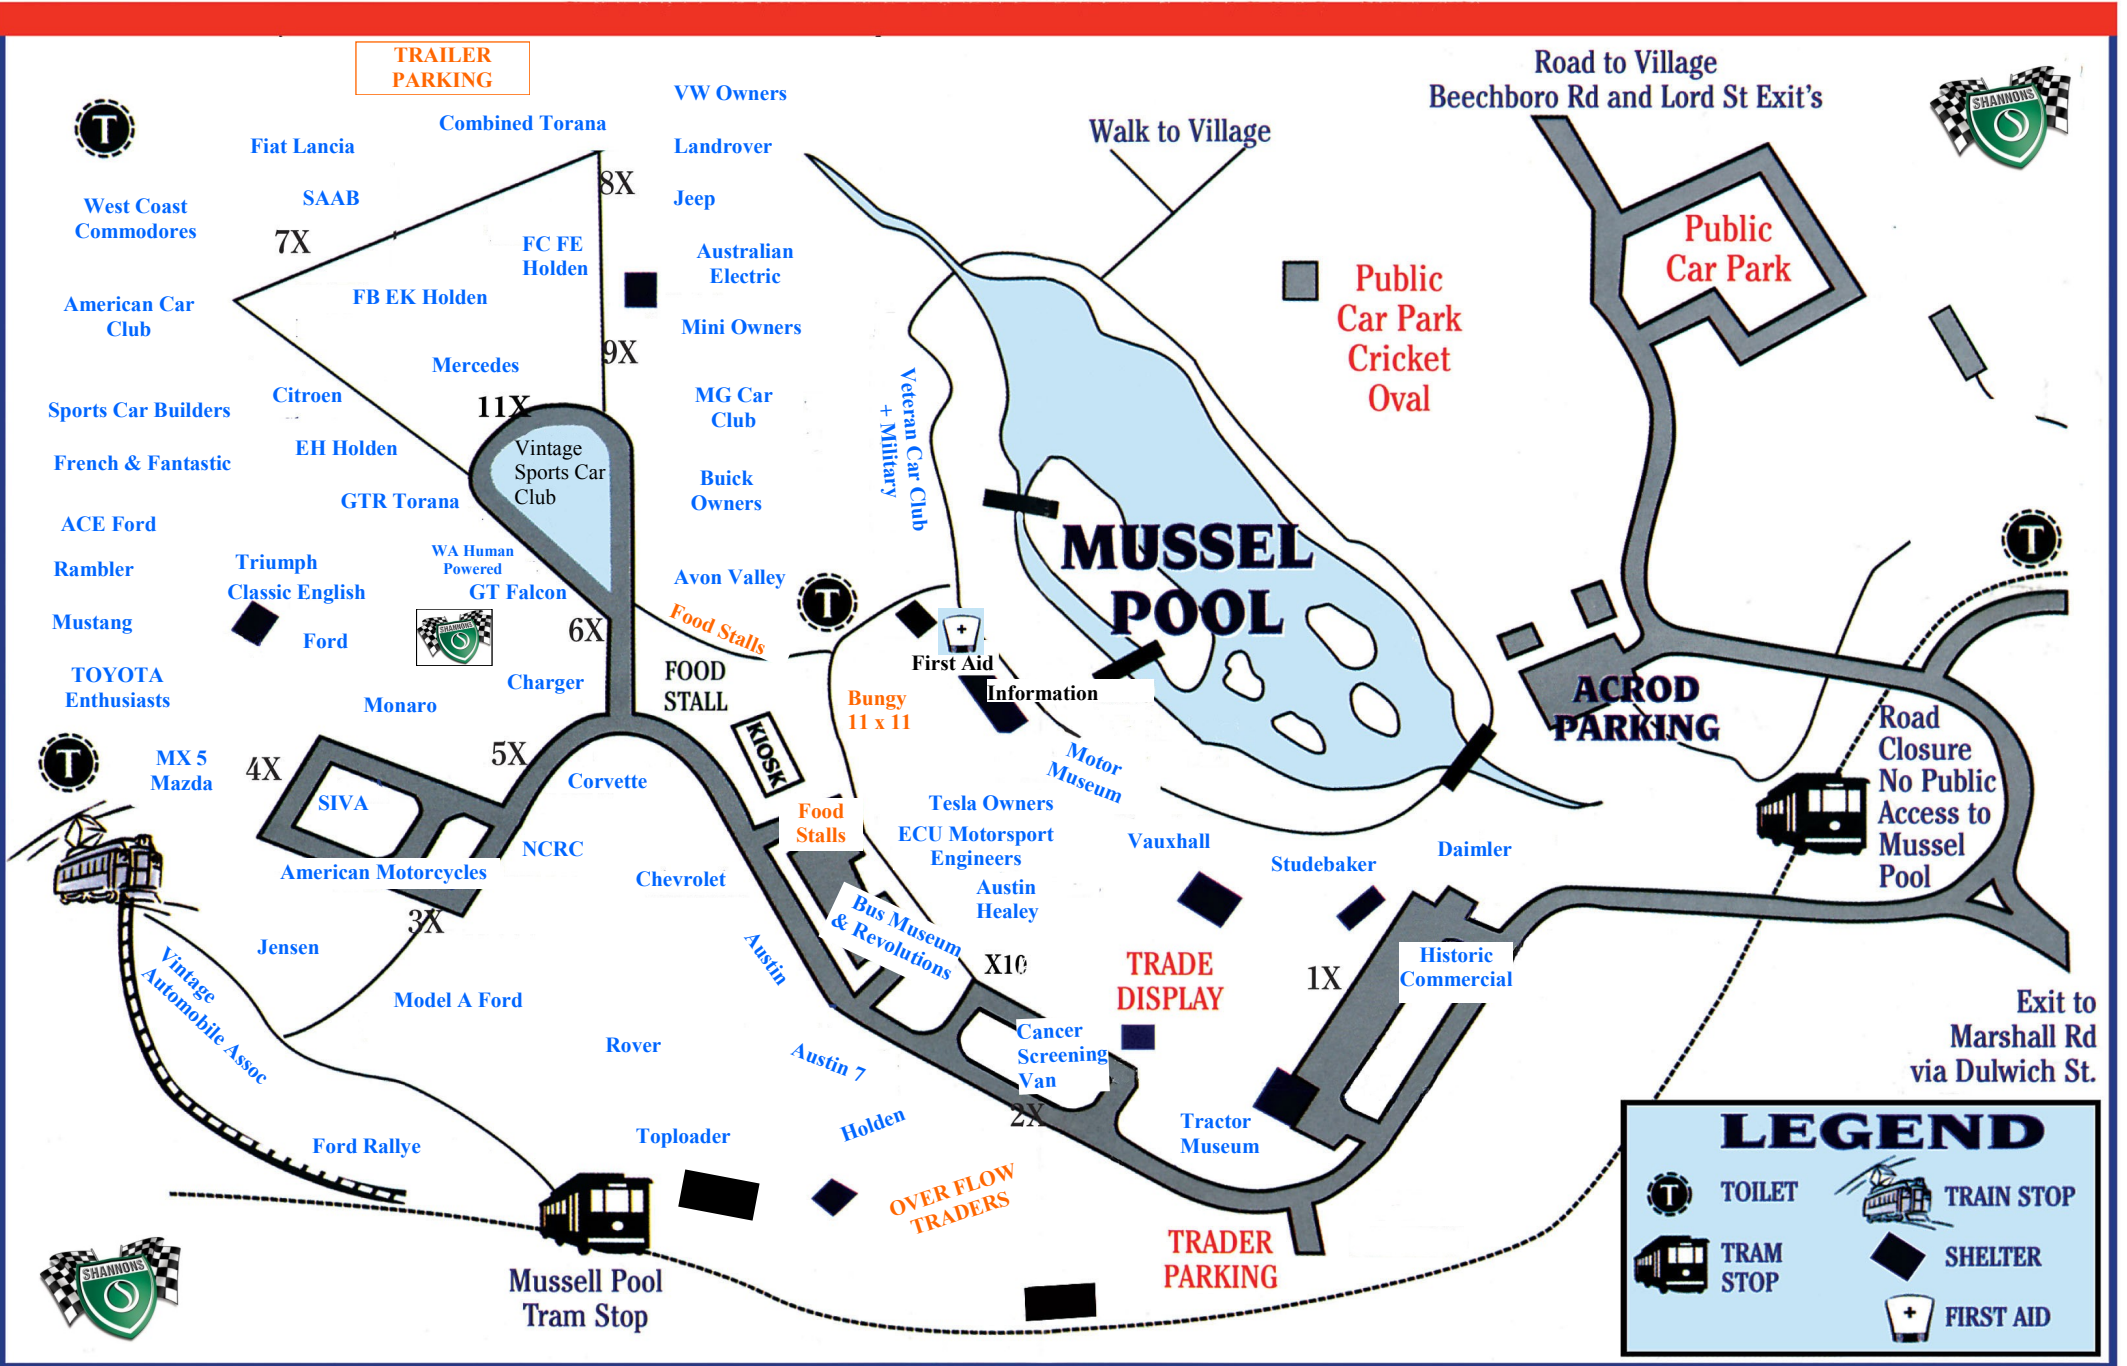 TRAILER
PARKING
VW Owners
Combined Torana
Fiat Lancia
Landrover
T
SAAB
8X
Jeep
West Coast
Commodores
7X
FC FE
Holden
Australian
Electric
FB EK Holden
American Car
Club
Mini Owners
9X
Mercedes
Citroen
MG Car
Club
Sports Car Builders
11X
EH Holden
Vintage
Sports Car
Club
French & Fantastic
Buick
Owners
GTR Torana
ACE Ford
WA Human
Powered
Triumph
Rambler
Avon Valley
Classic English
GT Falcon
T
Mustang
SHANNONS
6X
Food Stalls
Ford
TOYOTA
Enthusiasts
Charger
FOOD
STALL
Monaro
T
MX 5
Mazda
4X
5X
KIOSK
SIVA
Corvette
Food
Stalls
NCRC
American Motorcycles
Chevrolet
3X
Jensen
Vintage
Automobile Assoc
Model A Ford
Austin
Bus Museum
& Revolutions
X10
Rover
Austin 7
Cancer
Screening
Van
2X
Ford Rallye
Toploader
Holden
OVER FLOW
TRADERS
SHANNONS
Mussell Pool
Tram Stop
Walk to Village
Road to Village
Beechboro Rd and Lord St Exit's
SHANNONS
Public
Car Park
Public
Car Park
Cricket
Oval
Veteran Car Club
+ Military
MUSSEL
POOL
T
First Aid
Information
Bungy
11 x 11
Motor
Museum
ACROD
PARKING
Road
Closure
No Public
Access to
Mussel
Pool
Tesla Owners
ECU Motorsport
Engineers
Vauxhall
Studebaker
Daimler
Austin
Healey
TRADE
DISPLAY
1X
Historic
Commercial
Tractor
Museum
TRADER
PARKING
Exit to
Marshall Rd
via Dulwich St.
LEGEND
T
TOILET
TRAIN STOP
TRAM
STOP
SHELTER
FIRST AID